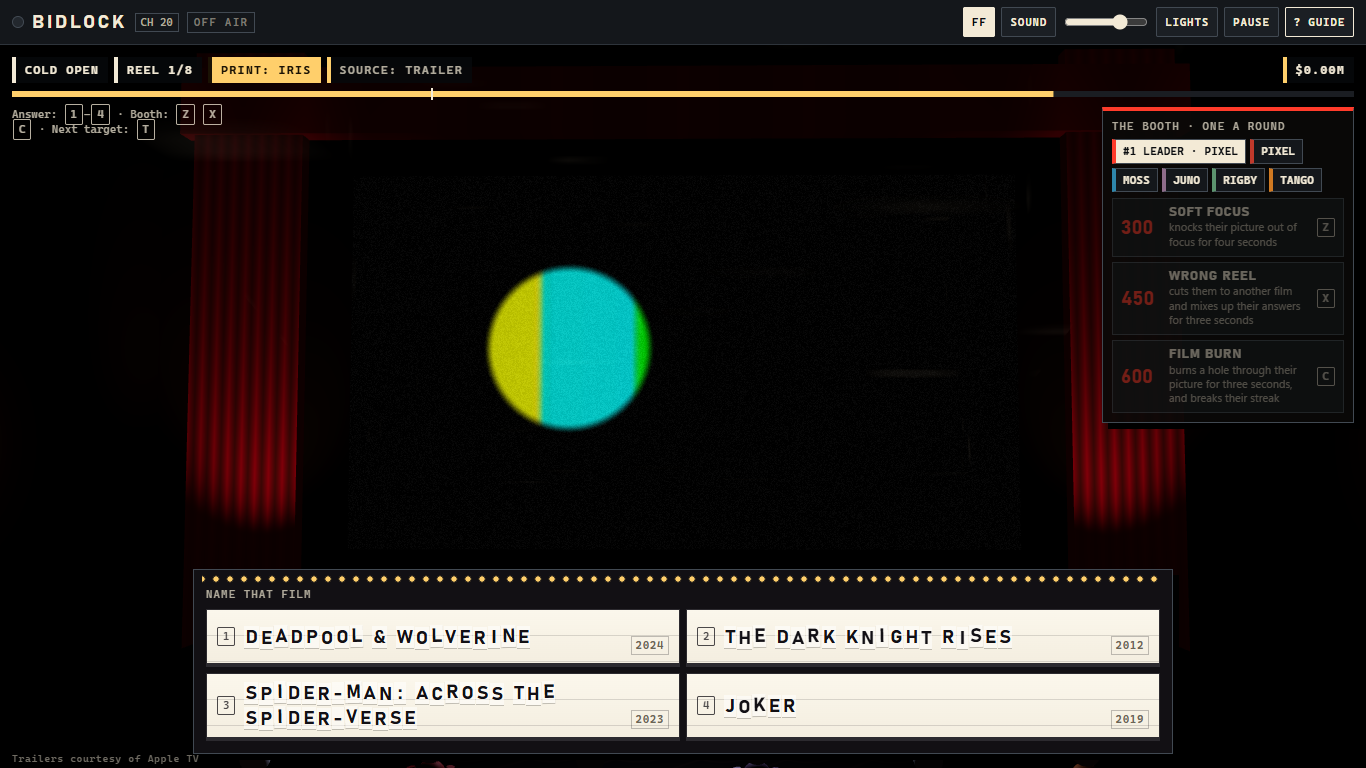 BIDLOCK CH 20 OFF AIR FF SOUND LIGHTS PAUSE ? GUIDE
COLD OPEN REEL 1/8 PRINT: IRIS SOURCE: TRAILER $0.00M
Answer: 1–4 · Booth: Z X
C · Next target: T
THE BOOTH · ONE A ROUND
#1 LEADER · PIXEL PIXEL
MOSS JUNO RIGBY TANGO
300 SOFT FOCUS Z
knocks their picture out of
focus for four seconds
450 WRONG REEL X
cuts them to another film
and mixes up their answers
for three seconds
600 FILM BURN C
burns a hole through their
picture for three seconds,
and breaks their streak
NAME THAT FILM
1 DEADPOOL & WOLVERINE 2024
2 THE DARK KNIGHT RISES 2012
3 SPIDER-MAN: ACROSS THE
SPIDER-VERSE 2023
4 JOKER 2019
Trailers courtesy of Apple TV